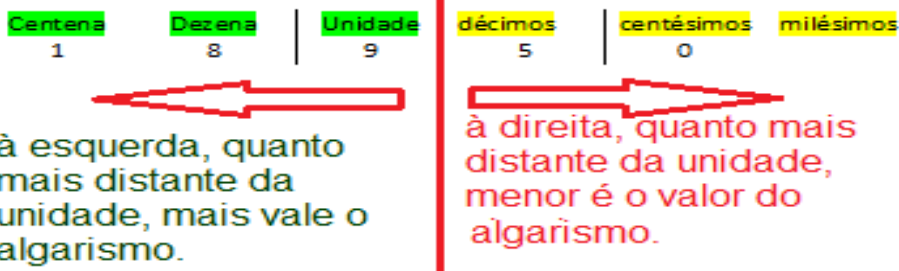 Centena Dezena Unidade décimos centésimos milésimos
1 8 9 5 0
à esquerda, quanto
mais distante da
unidade, mais vale o
algarismo.
à direita, quanto mais
distante da unidade,
menor é o valor do
algarismo.